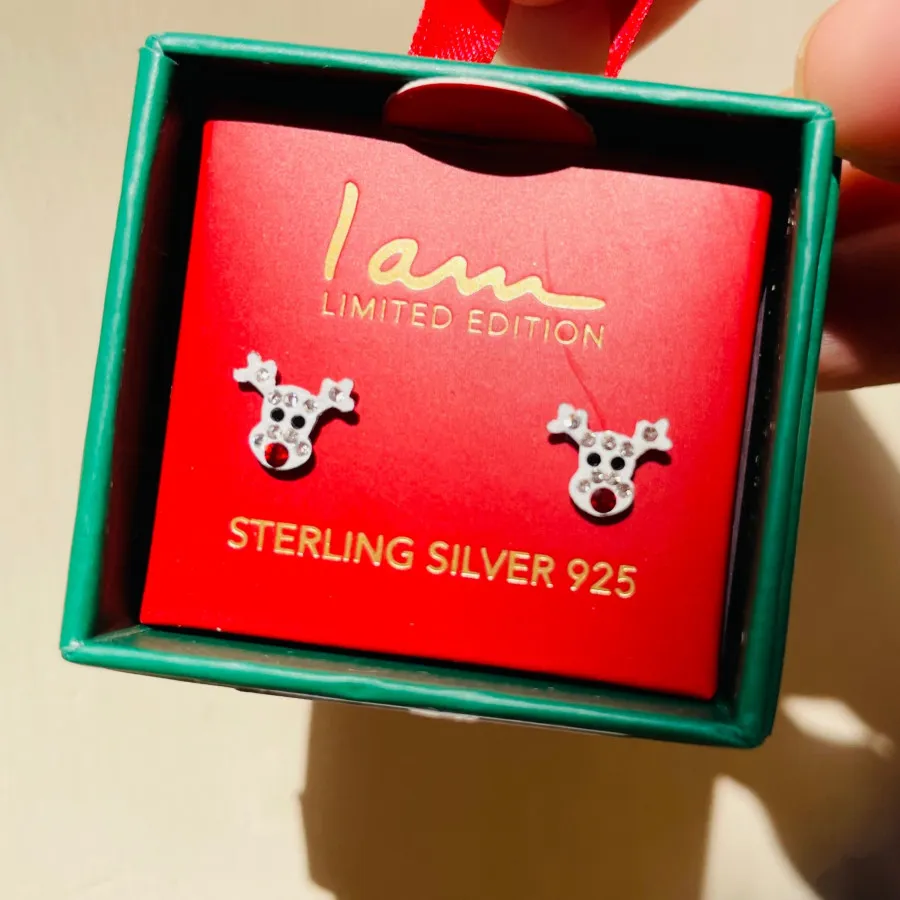 I am
LIMITED EDITION
STERLING SILVER 925